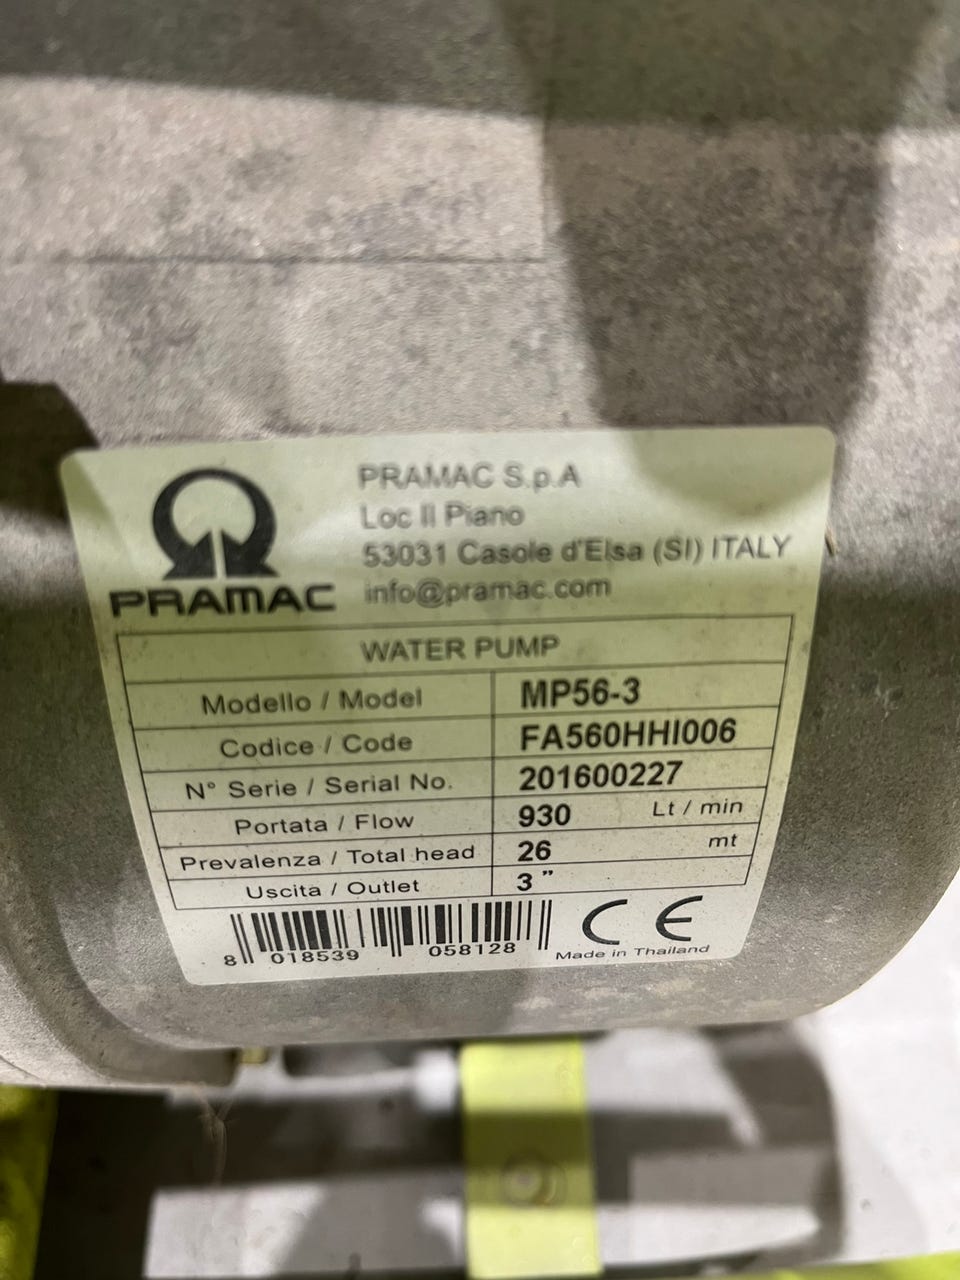 PRAMAC S.p.A
Loc Il Piano
53031 Casole d'Elsa (SI) ITALY
info@pramac.com
PRAMAC
WATER PUMP
Modello / Model MP56-3
Codice / Code FA560HHI006
N° Serie / Serial No. 201600227
Portata / Flow 930 Lt / min
Prevalenza / Total head 26 mt
Uscita / Outlet 3 "
8 018539 058128
CE
Made in Thailand